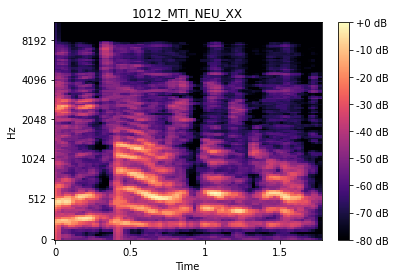 1012_MTI_NEU_XX
8192
4096
2048
1024
512
0
Hz
0
0.5
1
1.5
Time
+0 dB
-10 dB
-20 dB
-30 dB
-40 dB
-50 dB
-60 dB
-70 dB
-80 dB